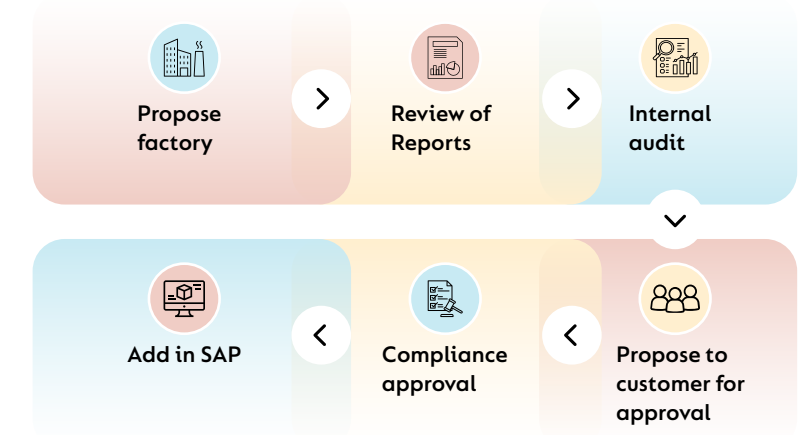 Propose
factory
Review of
Reports
Internal
audit
Add in SAP
Compliance
approval
Propose to
customer for
approval